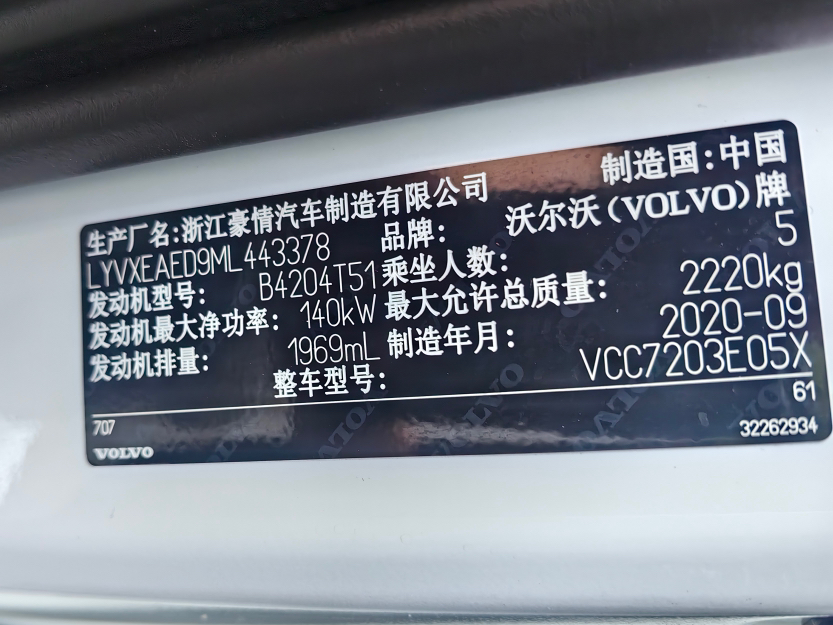 生产厂名:浙江豪情汽车制造有限公司 制造国:中国
LYVXEAED9ML443378 品牌: 沃尔沃(VOLVO)牌
发动机型号: B4204T51 乘坐人数: 5
发动机最大净功率: 140kW 最大允许总质量: 2220kg
发动机排量: 1969mL 制造年月: 2020-09
整车型号: VCC7203E05X
707 61
VOLVO 32262934